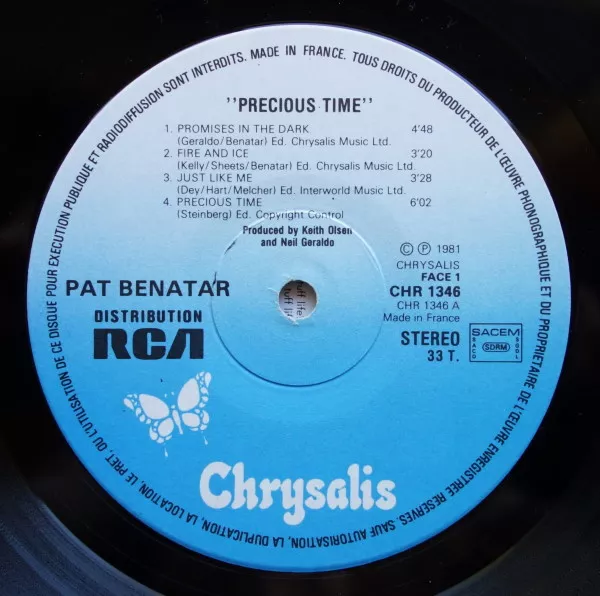 TOUS DROITS DU PRODUCTEUR DE L'ŒUVRE PHONOGRAPHIQUE ET DU PROPRIETAIRE DE L'ŒUVRE ENREGISTREE RESERVES. SAUF AUTORISATION, LA DUPLICATION, LA LOCATION, LE PRET, OU L'UTILISATION DE CE DISQUE POUR EXECUTION PUBLIQUE ET RADIODIFFUSION SONT INTERDITS. MADE IN FRANCE.
"PRECIOUS TIME"
1. PROMISES IN THE DARK 4'48
(Geraldo/Benatar) Ed. Chrysalis Music Ltd.
2. FIRE AND ICE 3'20
(Kelly/Sheets/Benatar) Ed. Chrysalis Music Ltd.
3. JUST LIKE ME 3'28
(Dey/Hart/Melcher) Ed. Interworld Music Ltd.
4. PRECIOUS TIME 6'02
(Steinberg) Ed. Copyright Control
Produced by Keith Olsen
and Neil Geraldo
© ℗ 1981
CHRYSALIS
FACE 1
PAT BENATAR
CHR 1346
CHR 1346 A
Made in France
DISTRIBUTION
RCA
STEREO
33 T.
SACEM
SACD
SDRM
SGDL
Chrysalis